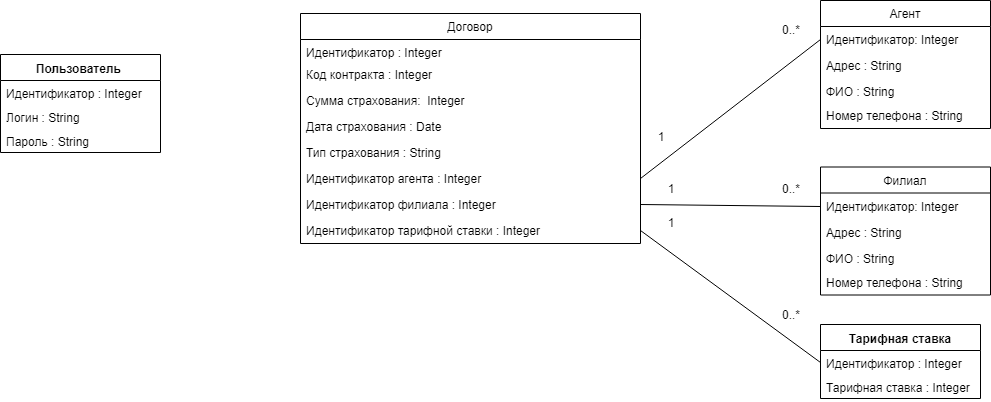 Пользователь
Идентификатор : Integer
Логин : String
Пароль : String
Договор
Идентификатор : Integer
Код контракта : Integer
Сумма страхования:  Integer
Дата страхования : Date
Тип страхования : String
Идентификатор агента : Integer
Идентификатор филиала : Integer
Идентификатор тарифной ставки : Integer
1
0..*
1
0..*
1
0..*
Агент
Идентификатор: Integer
Адрес : String
ФИО : String
Номер телефона : String
Филиал
Идентификатор: Integer
Адрес : String
ФИО : String
Номер телефона : String
Тарифная ставка
Идентификатор : Integer
Тарифная ставка : Integer